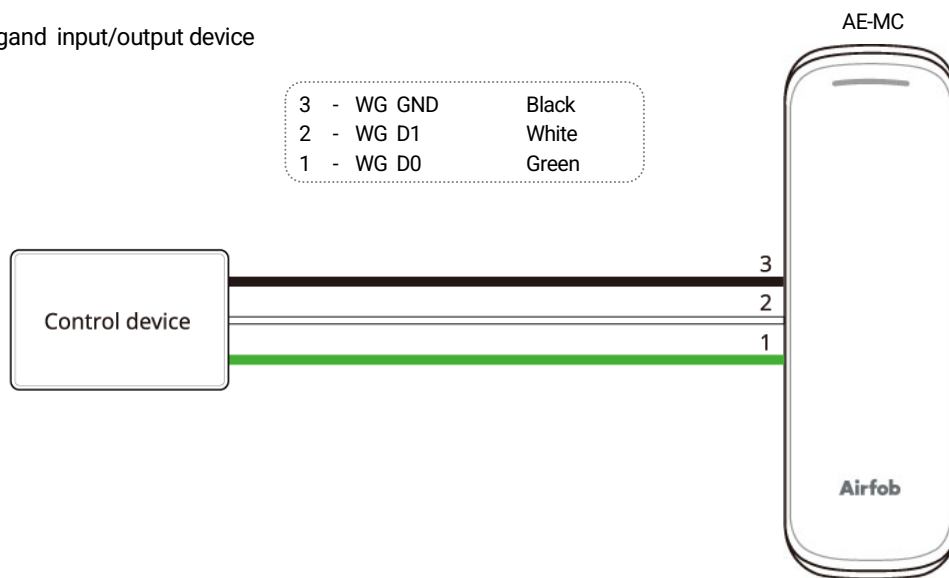 AE-MC
gand input/output device
3 - WG GND Black
2 - WG D1 White
1 - WG D0 Green
3
2
1
Control device
Airfob